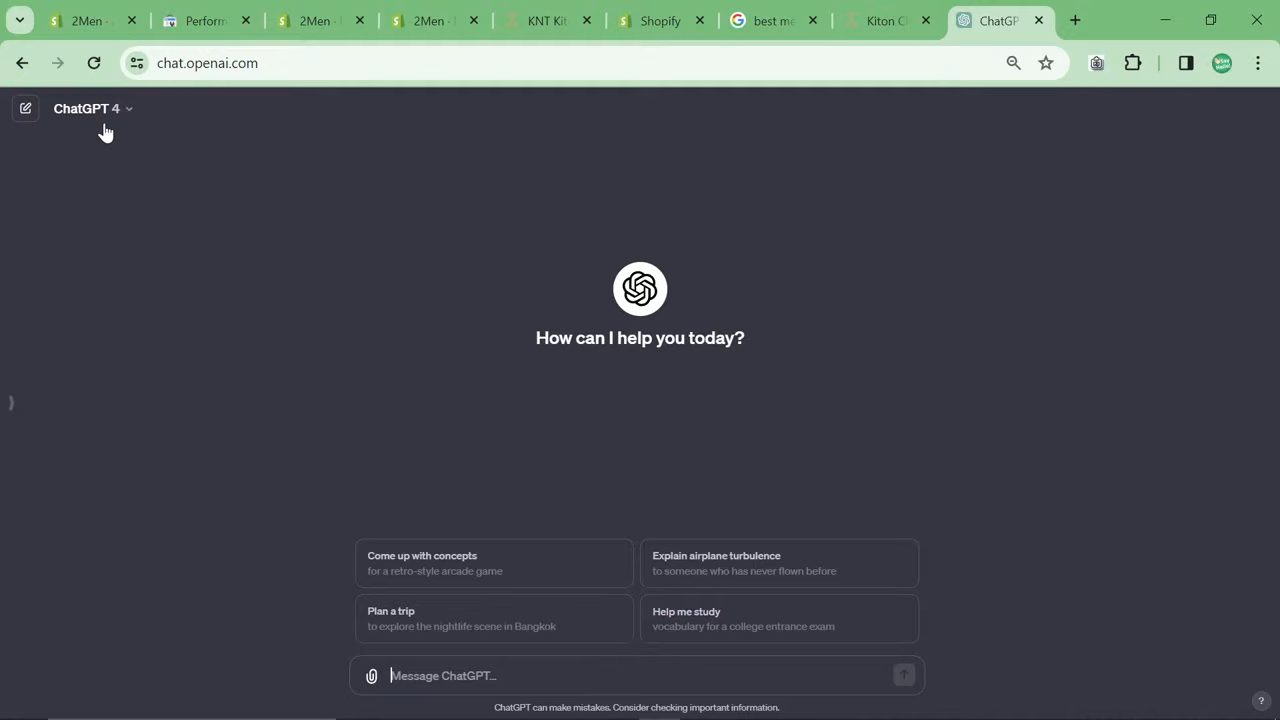 2Men -
Perform
2Men -
2Men -
KNT Kit
Shopify
best me
Kiton C
ChatGP
chat.openai.com
ChatGPT 4
How can I help you today?
Come up with concepts
for a retro-style arcade game
Explain airplane turbulence
to someone who has never flown before
Plan a trip
to explore the nightlife scene in Bangkok
Help me study
vocabulary for a college entrance exam
Message ChatGPT...
ChatGPT can make mistakes. Consider checking important information.
?